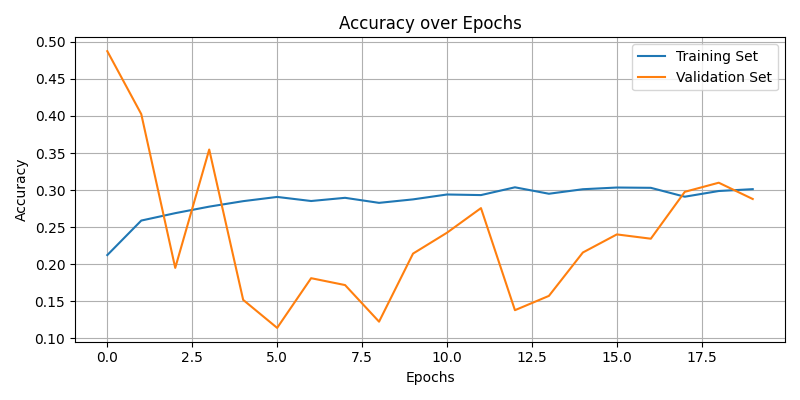 Accuracy over Epochs
Training Set
Validation Set
Accuracy
0.50
0.45
0.40
0.35
0.30
0.25
0.20
0.15
0.10
0.0 2.5 5.0 7.5 10.0 12.5 15.0 17.5
Epochs